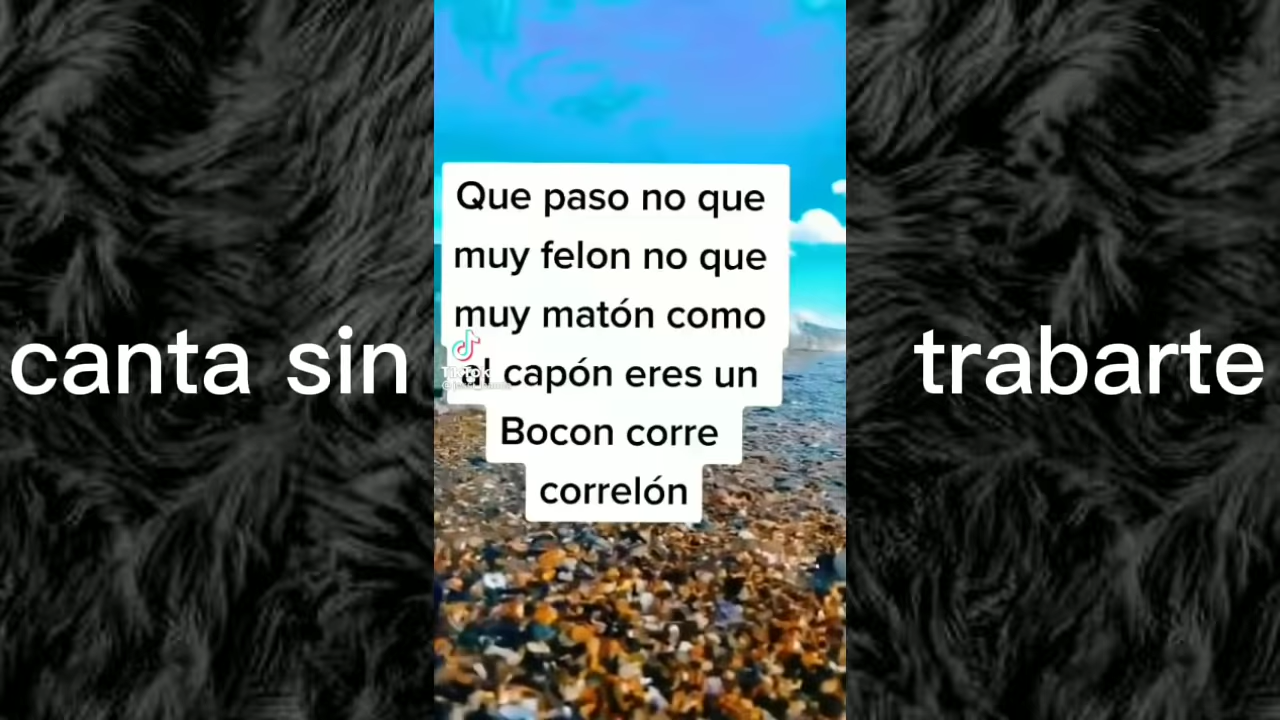 canta sin
trabarte
Que paso no que
muy felon no que
muy matón como
capón eres un
Bocon corre
correlón
TikTok